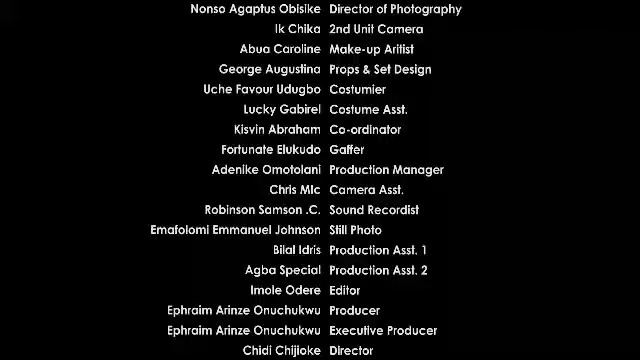 Nonso Agaptus Obisike Director of Photography
Ik Chika 2nd Unit Camera
Abua Caroline Make-up Aritist
George Augustina Props & Set Design
Uche Favour Udugbo Costumier
Lucky Gabirel Costume Asst.
Kisvin Abraham Co-ordinator
Fortunate Elukudo Gaffer
Adenike Omotolani Production Manager
Chris MIc Camera Asst.
Robinson Samson .C. Sound Recordist
Emafolomi Emmanuel Johnson Still Photo
Bilal Idris Production Asst. 1
Agba Special Production Asst. 2
Imole Odere Editor
Ephraim Arinze Onuchukwu Producer
Ephraim Arinze Onuchukwu Executive Producer
Chidi Chijioke Director